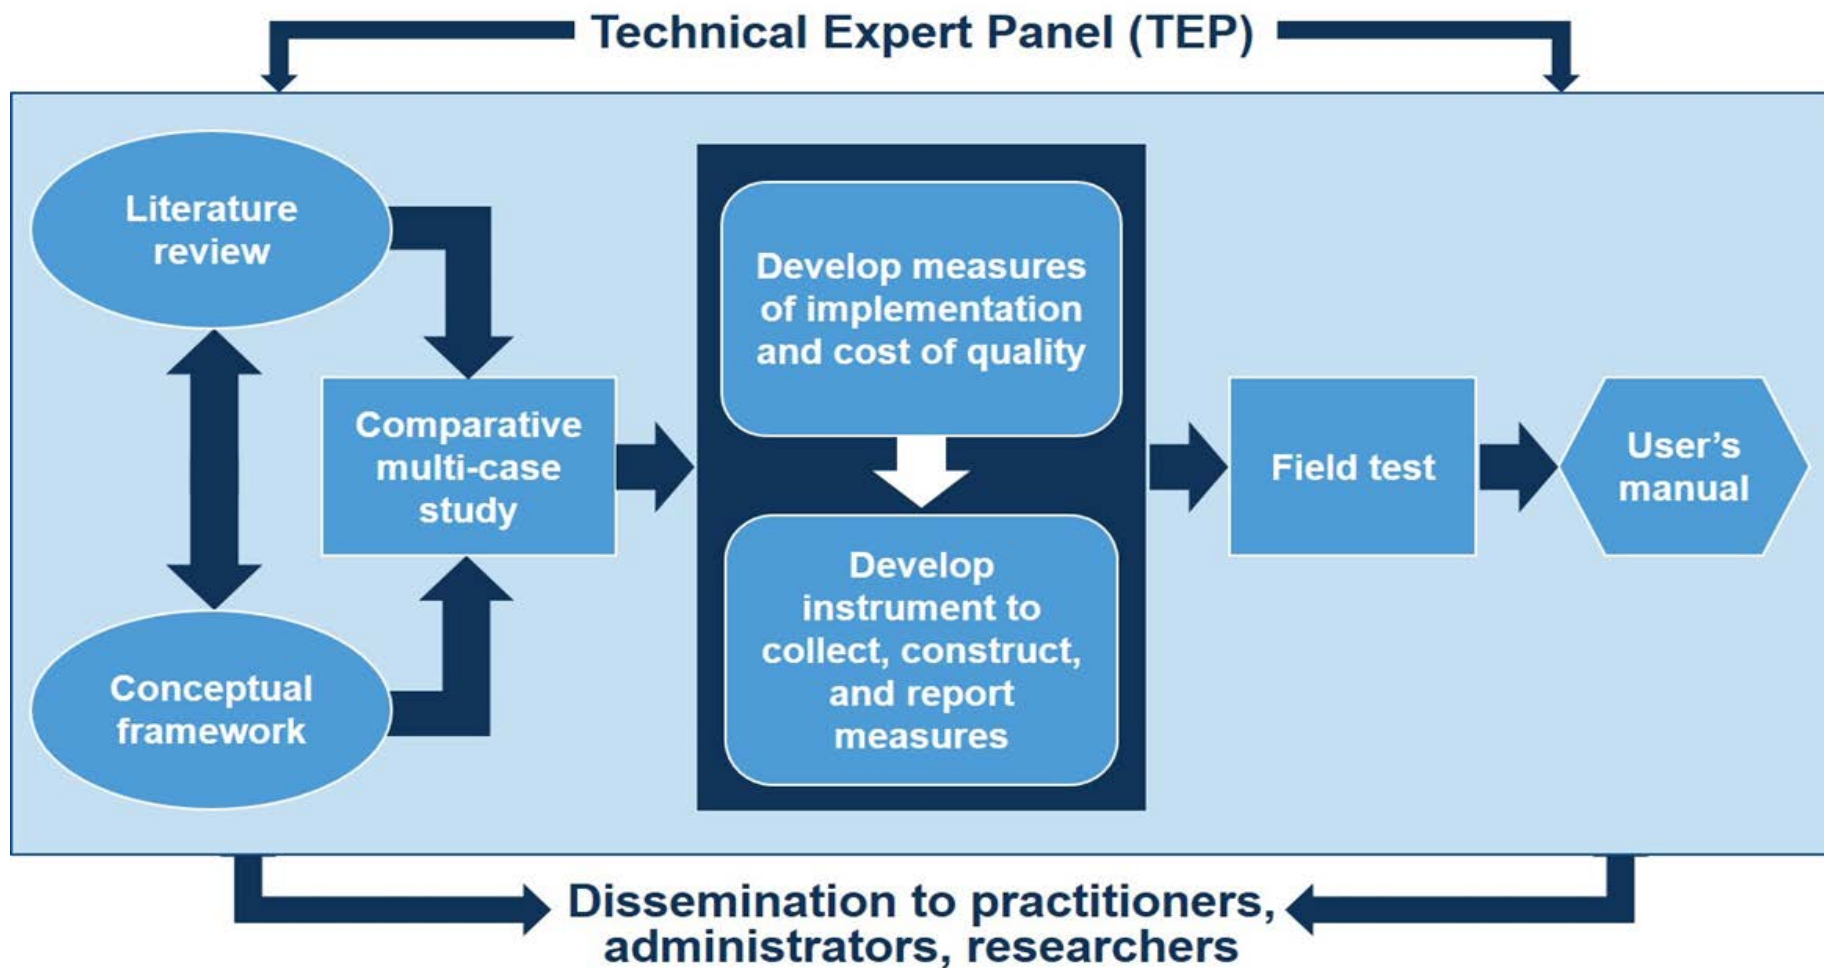 Technical Expert Panel (TEP)
Literature
review
Conceptual
framework
Comparative
multi-case
study
Develop measures
of implementation
and cost of quality
Develop
instrument to
collect, construct,
and report
measures
Field test
User’s
manual
Dissemination to practitioners,
administrators, researchers